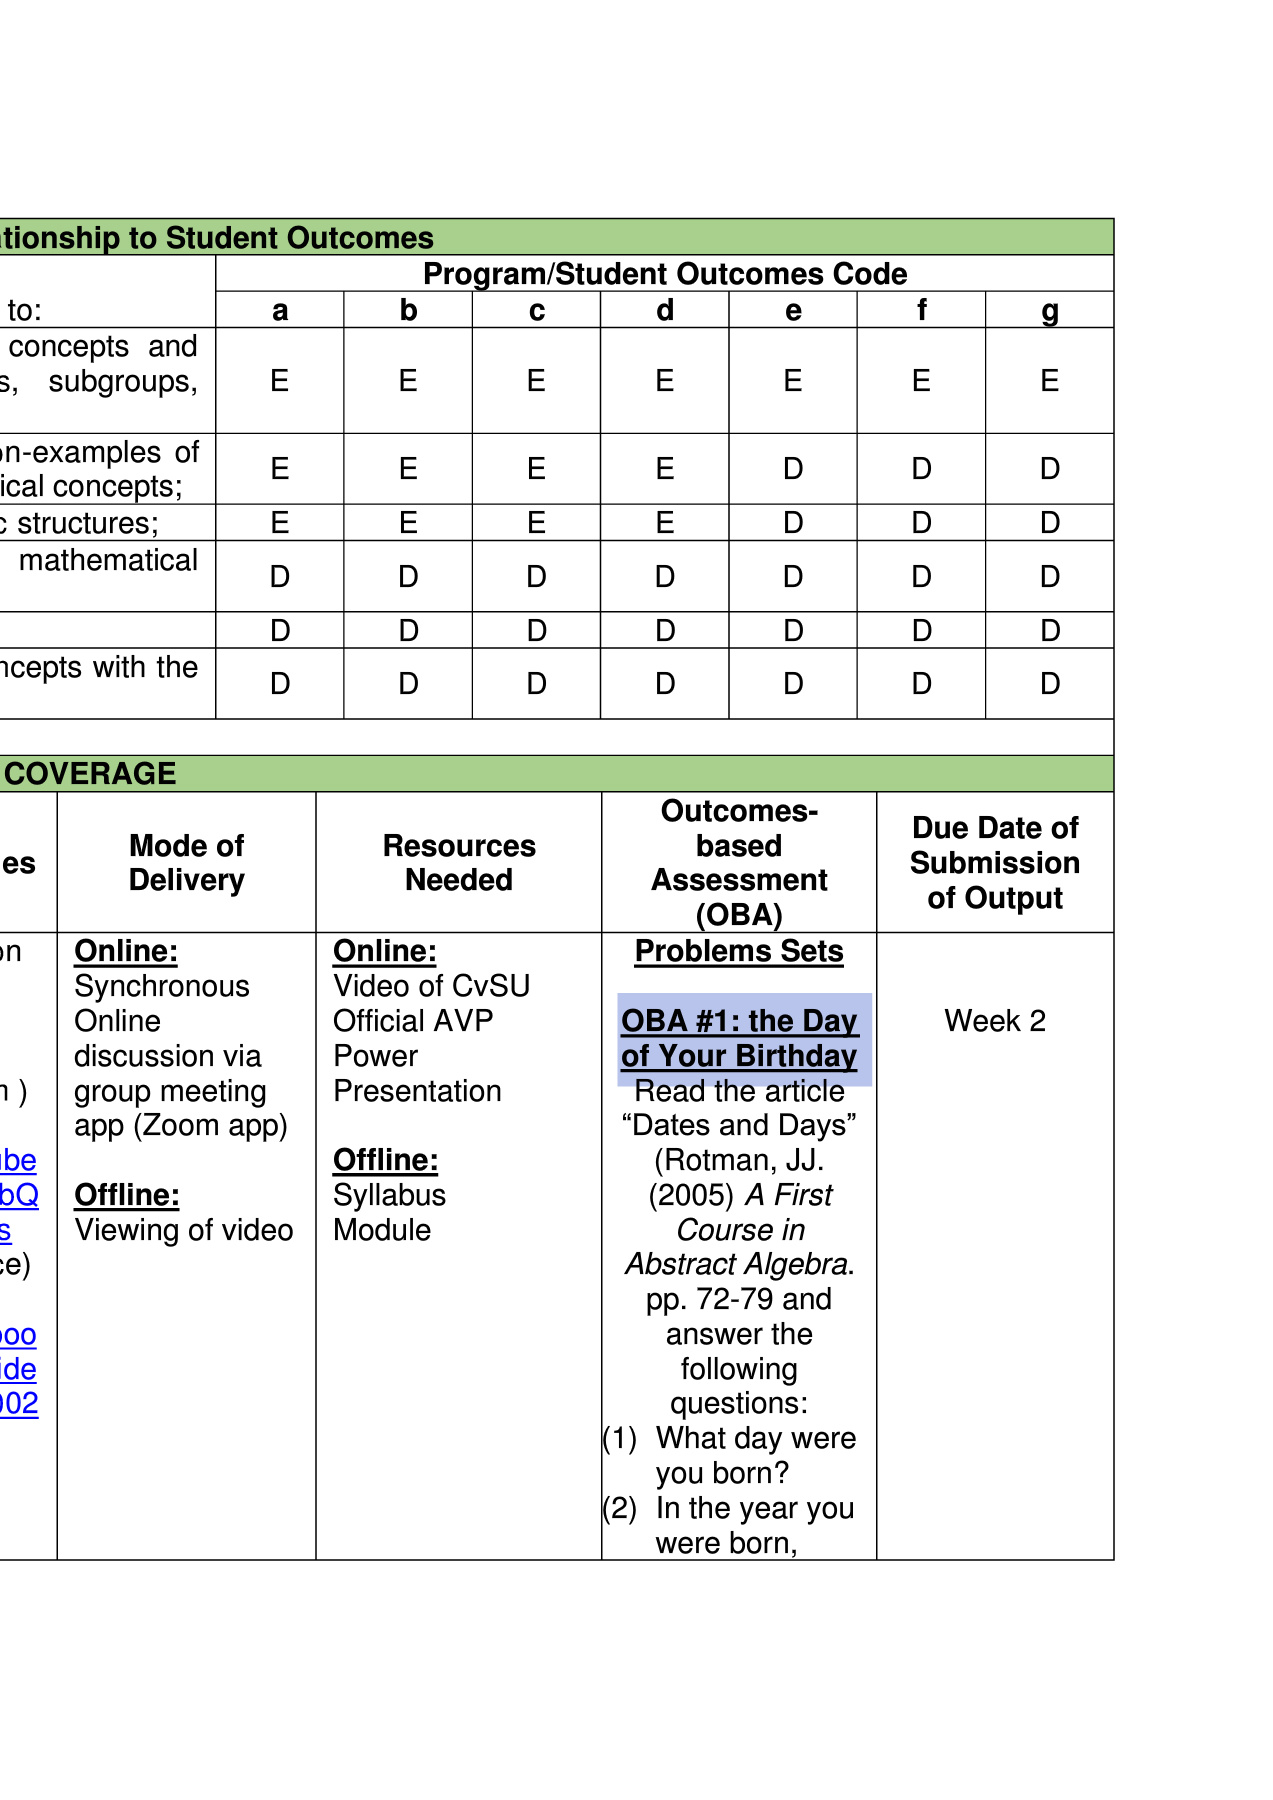 ationship to Student Outcomes
Program/Student Outcomes Code
to:
a b c d e f g
concepts and
s, subgroups,
E E E E E E E
on-examples of
ical concepts;
E E E E D D D
c structures;
E E E E D D D
mathematical
D D D D D D D
D D D D D D D
ncepts with the
D D D D D D D
COVERAGE
es
Mode of
Delivery
Resources
Needed
Outcomes-
based
Assessment
(OBA)
Due Date of
Submission
of Output
on
)
ube
bQ
s
ce)
oo
ide
002
Online:
Synchronous
Online
discussion via
group meeting
app (Zoom app)
Offline:
Viewing of video
Online:
Video of CvSU
Official AVP
Power
Presentation
Offline:
Syllabus
Module
Problems Sets
OBA #1: the Day
of Your Birthday
Read the article
“Dates and Days”
(Rotman, JJ.
(2005) A First
Course in
Abstract Algebra.
pp. 72-79 and
answer the
following
questions:
(1) What day were
you born?
(2) In the year you
were born,
Week 2